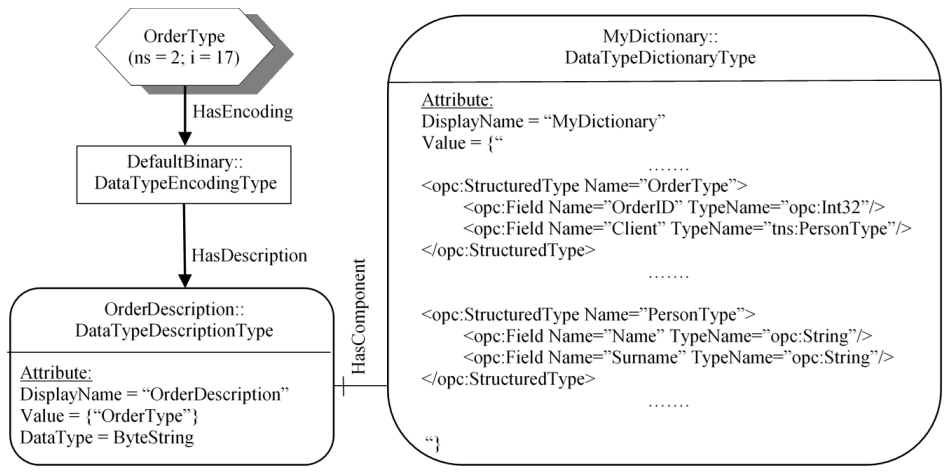 OrderType
(ns = 2; i = 17)
HasEncoding
DefaultBinary::
DataTypeEncodingType
HasDescription
OrderDescription::
DataTypeDescriptionType
Attribute:
DisplayName = “OrderDescription”
Value = {“OrderType”}
DataType = ByteString
HasComponent
MyDictionary::
DataTypeDictionaryType
Attribute:
DisplayName = “MyDictionary”
Value = {“
…….
<opc:StructuredType Name=”OrderType”>
<opc:Field Name=”OrderID” TypeName=”opc:Int32”/>
<opc:Field Name=”Client” TypeName=”tns:PersonType”/>
</opc:StructuredType>
…….
<opc:StructuredType Name=”PersonType”>
<opc:Field Name=”Name” TypeName=”opc:String”/>
<opc:Field Name=”Surname” TypeName=”opc:String”/>
</opc:StructuredType>
…….
“}